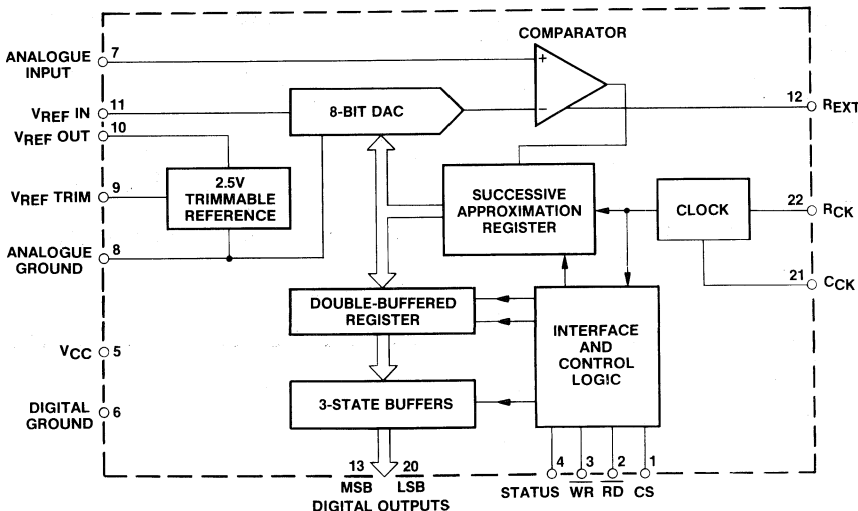 COMPARATOR
ANALOGUE
INPUT
7
+
−
VREF IN
11
8-BIT DAC
12
REXT
VREF OUT
10
VREF TRIM
9
2.5V
TRIMMABLE
REFERENCE
SUCCESSIVE
APPROXIMATION
REGISTER
CLOCK
22
RCK
ANALOGUE
GROUND
8
21
CCK
DOUBLE-BUFFERED
REGISTER
INTERFACE
AND
CONTROL
LOGIC
VCC
5
DIGITAL
GROUND
6
3-STATE BUFFERS
13
20
4
3
2
1
MSB
LSB
STATUS
WR
RD
CS
DIGITAL OUTPUTS